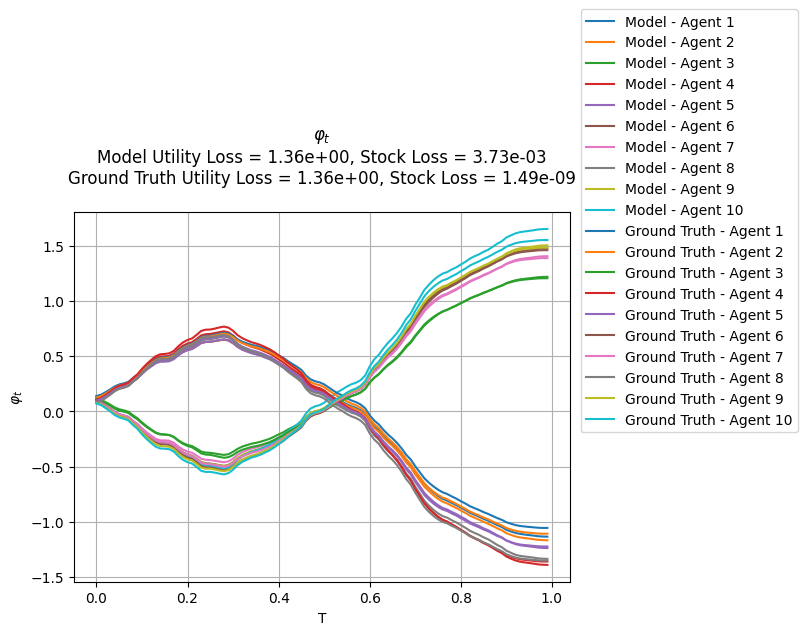 φₜ
Model Utility Loss = 1.36e+00, Stock Loss = 3.73e-03
Ground Truth Utility Loss = 1.36e+00, Stock Loss = 1.49e-09
Model - Agent 1
Model - Agent 2
Model - Agent 3
Model - Agent 4
Model - Agent 5
Model - Agent 6
Model - Agent 7
Model - Agent 8
Model - Agent 9
Model - Agent 10
Ground Truth - Agent 1
Ground Truth - Agent 2
Ground Truth - Agent 3
Ground Truth - Agent 4
Ground Truth - Agent 5
Ground Truth - Agent 6
Ground Truth - Agent 7
Ground Truth - Agent 8
Ground Truth - Agent 9
Ground Truth - Agent 10
φₜ
1.5
1.0
0.5
0.0
−0.5
−1.0
−1.5
0.0
0.2
0.4
0.6
0.8
1.0
T